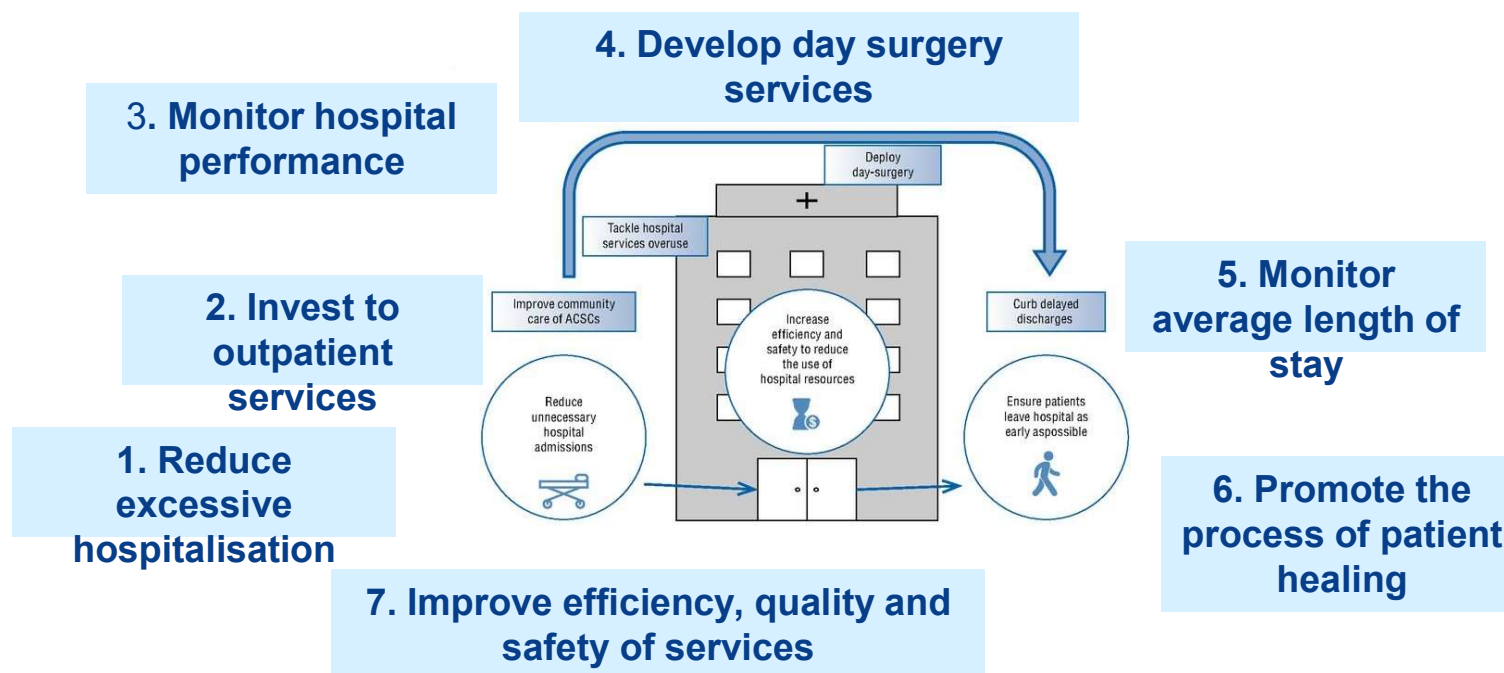 4. Develop day surgery
services
3. Monitor hospital
performance
Deploy
day-surgery
Tackle hospital
services overuse
2. Invest to
outpatient
services
Improve community
care of ACSCs
Increase
efficiency and
safety to reduce
the use of
hospital resources
Curb delayed
discharges
5. Monitor
average length of
stay
1. Reduce
excessive
hospitalisation
Reduce
unnecessary
hospital
admissions
Ensure patients
leave hospital as
early aspossible
6. Promote the
process of patient
healing
7. Improve efficiency, quality and
safety of services
$